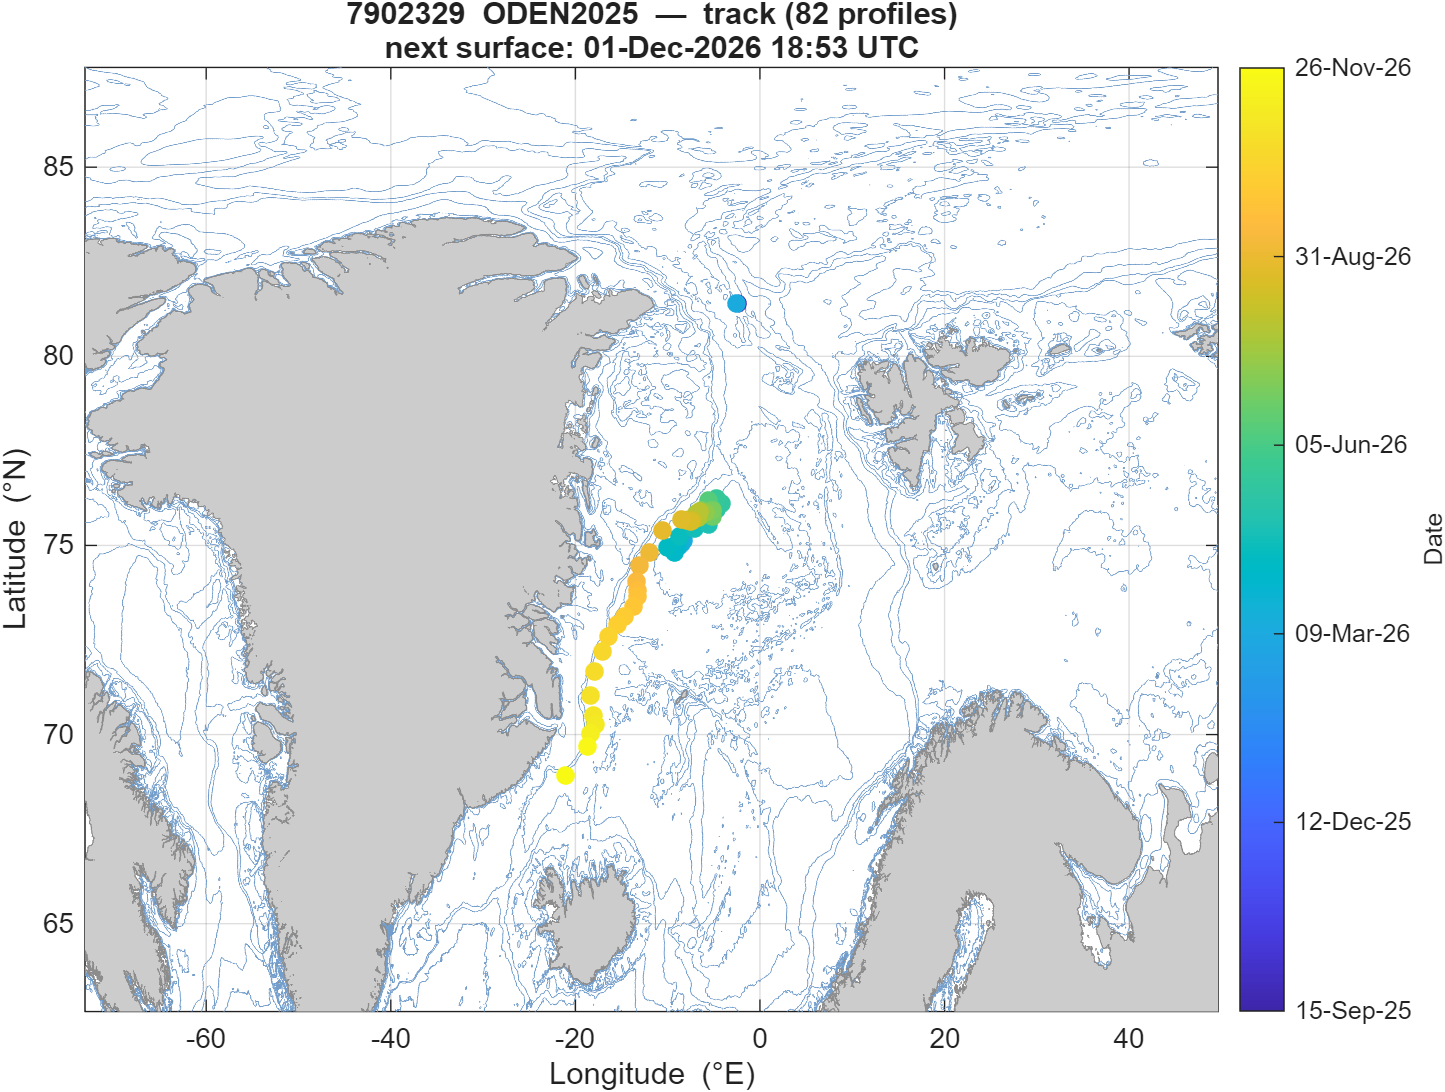 7902329 ODEN2025 — track (82 profiles)
next surface: 01-Dec-2026 18:53 UTC
85
80
75
70
65
Latitude (°N)
-60
-40
-20
0
20
40
Longitude (°E)
26-Nov-26
31-Aug-26
05-Jun-26
09-Mar-26
12-Dec-25
15-Sep-25
Date